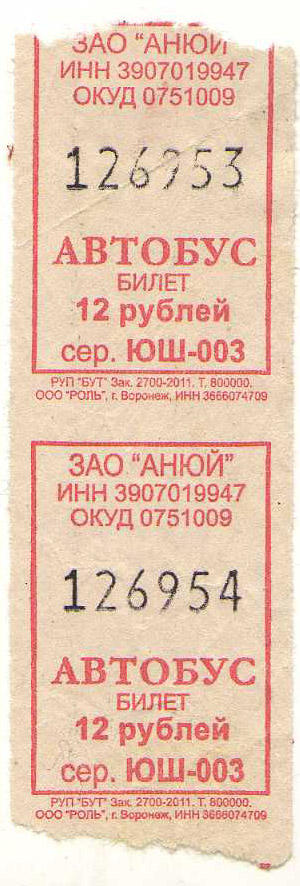 ЗАО "АНЮЙ"
ИНН 3907019947
ОКУД 0751009
126953
АВТОБУС
БИЛЕТ
12 рублей
сер. ЮШ-003
РУП "БУТ" Зак. 2700-2011. Т. 800000.
ООО "РОЛЬ", г. Воронеж, ИНН 3666074709
ЗАО "АНЮЙ"
ИНН 3907019947
ОКУД 0751009
126954
АВТОБУС
БИЛЕТ
12 рублей
сер. ЮШ-003
РУП "БУТ" Зак. 2700-2011. Т. 800000.
ООО "РОЛЬ", г. Воронеж, ИНН 3666074709